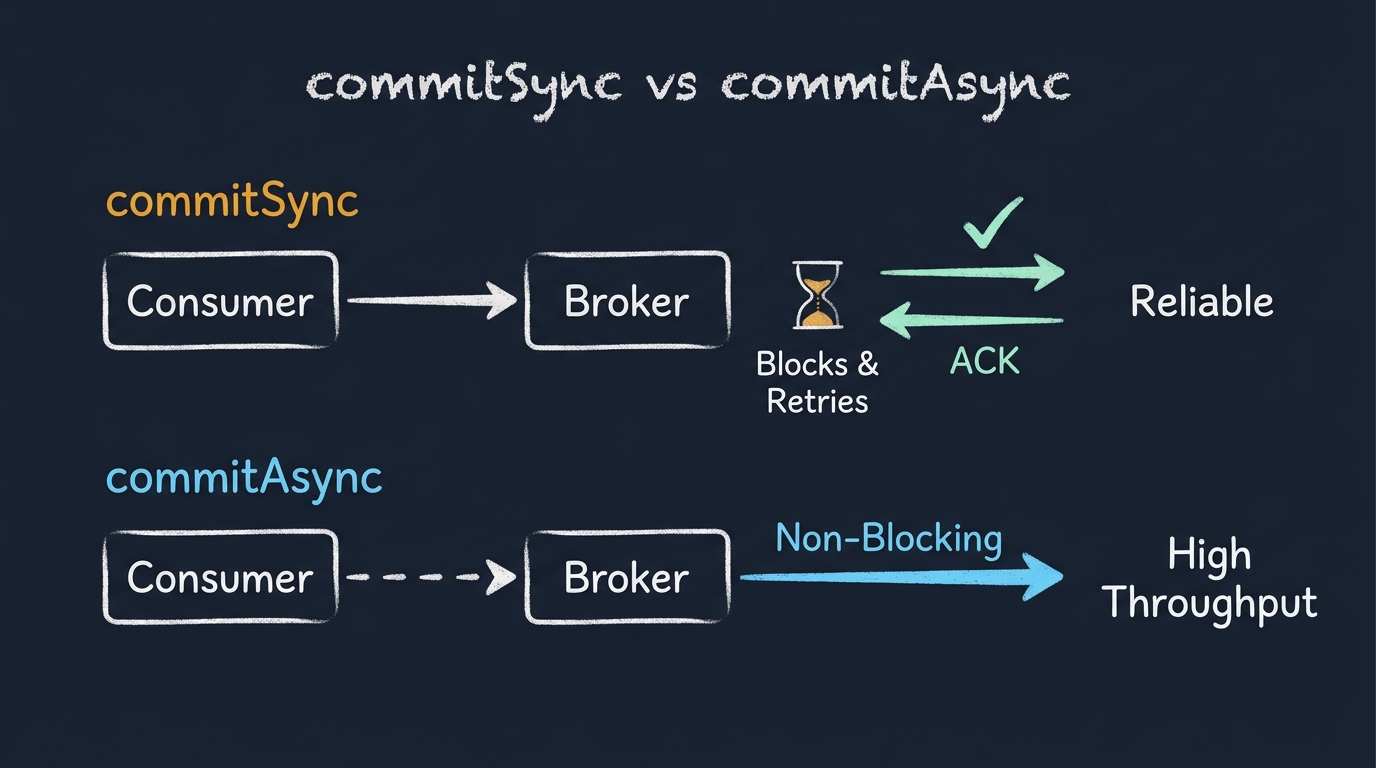 commitSync vs commitAsync
commitSync
Consumer
Broker
Blocks &
Retries
ACK
Reliable
commitAsync
Consumer
Broker
Non-Blocking
High
Throughput